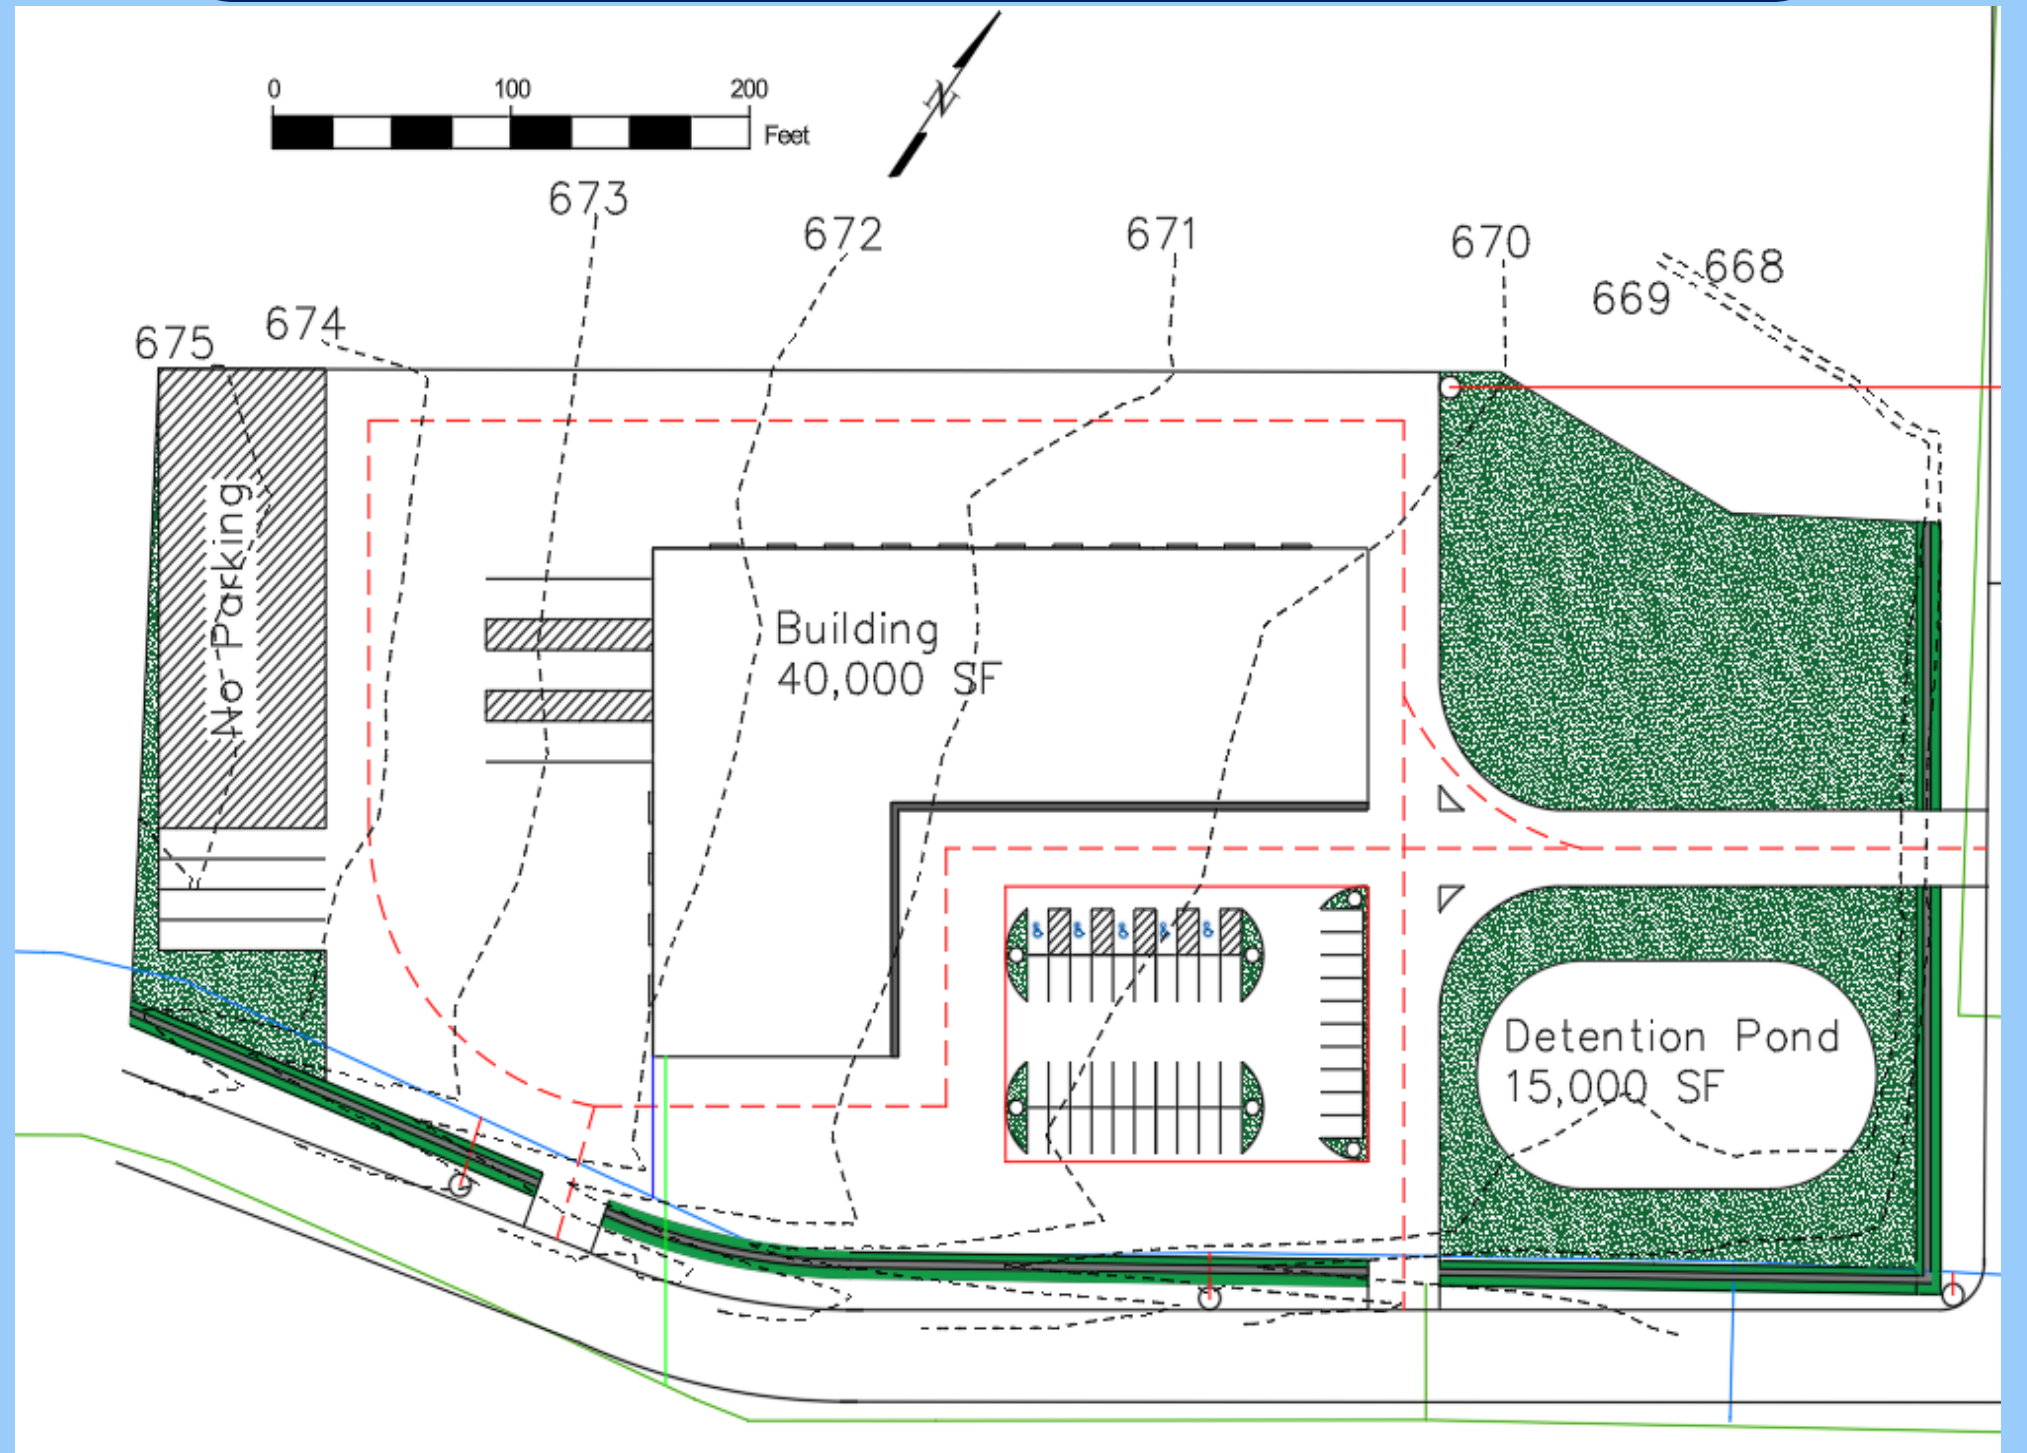 0 100 200
Feet
N
673
672
671
670
668
669
674
675
No Parking
Building
40,000 SF
Detention Pond
15,000 SF